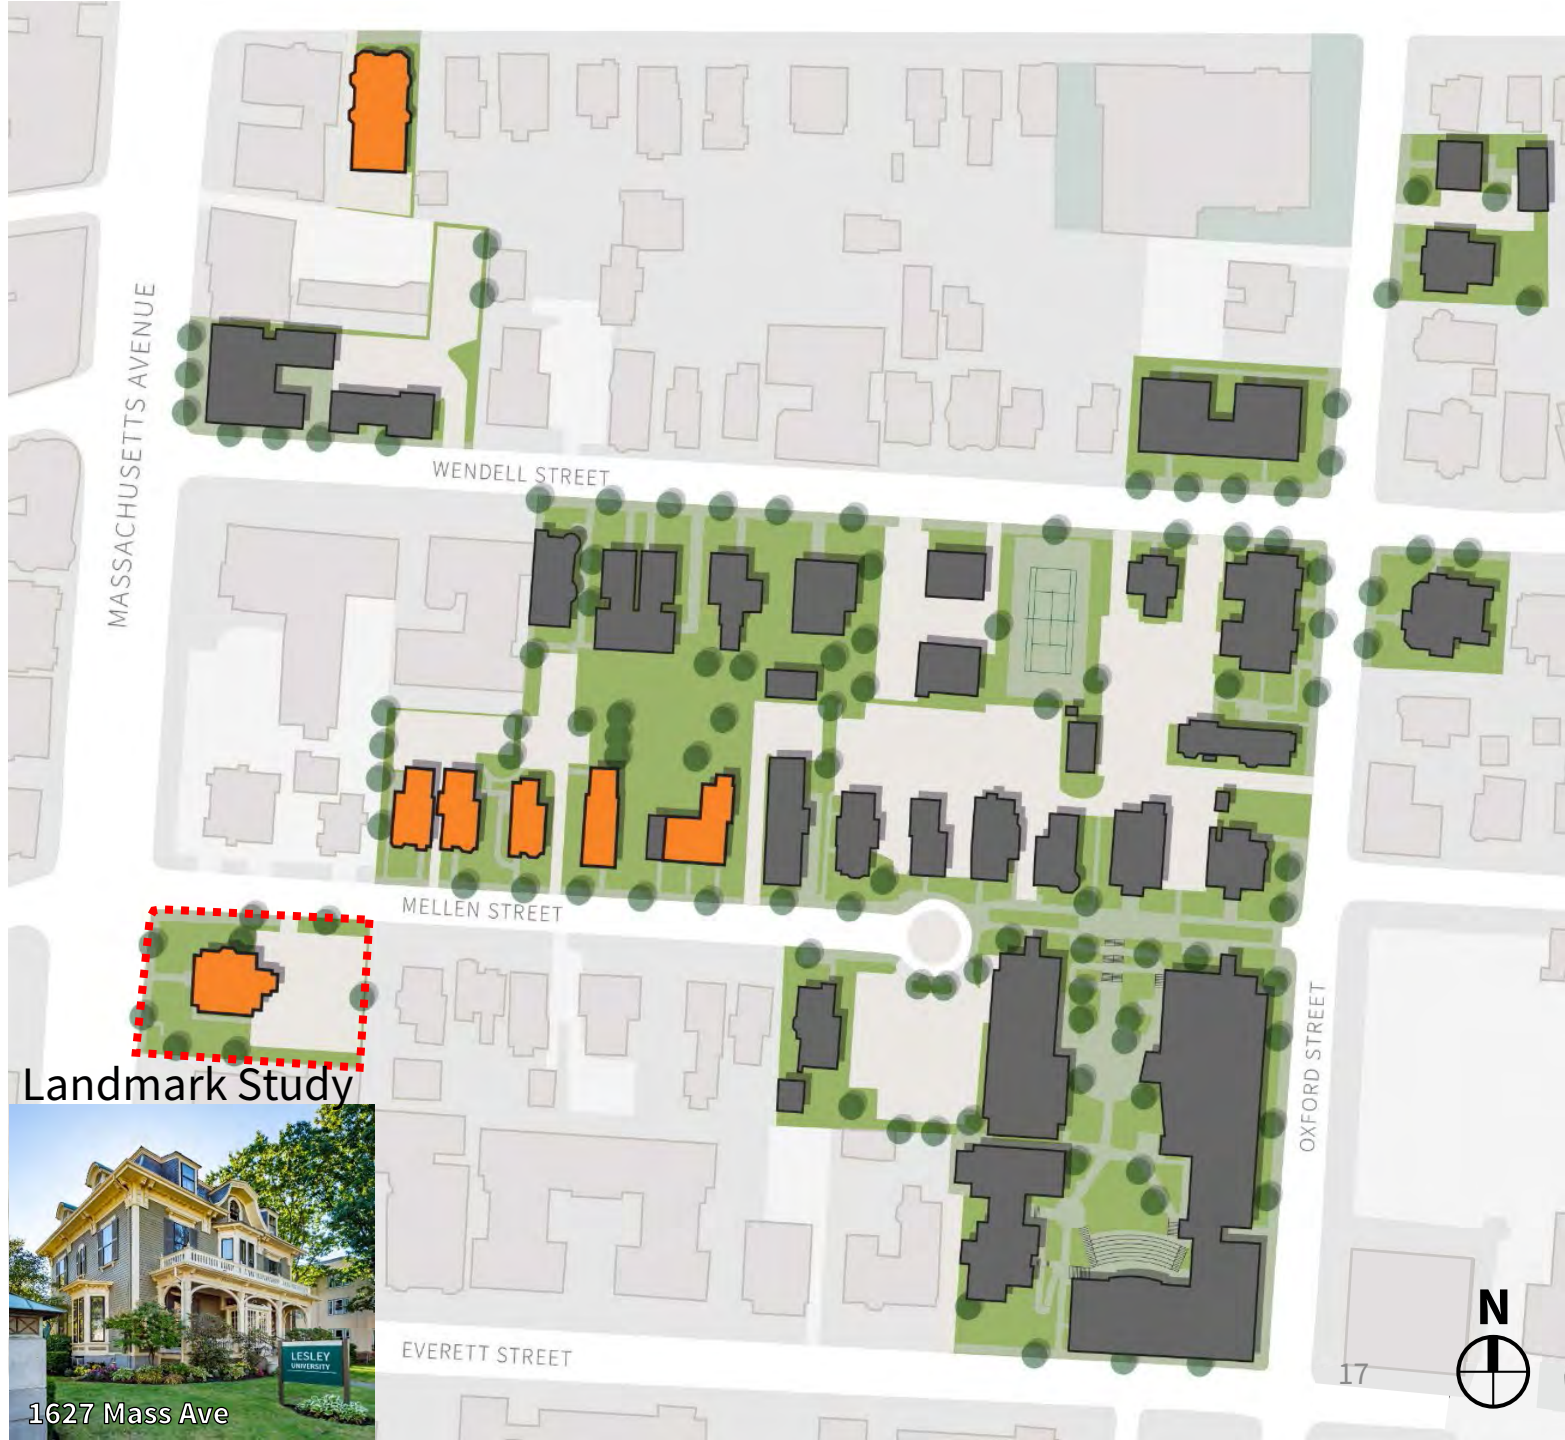 MASSACHUSETTS AVENUE
WENDELL STREET
MELLEN STREET
OXFORD STREET
Landmark Study
LESLEY
UNIVERSITY
1627 Mass Ave
EVERETT STREET
N
17